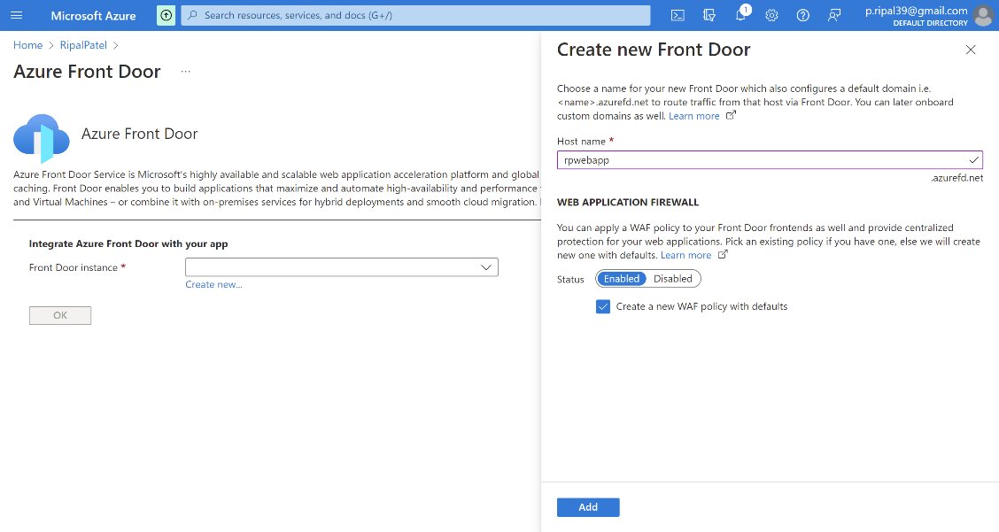 Microsoft Azure
Search resources, services, and docs (G+/)
1
p.ripal39@gmail.com
DEFAULT DIRECTORY
Home > RipalPatel >
Azure Front Door ...
Azure Front Door
Azure Front Door Service is Microsoft's highly available and scalable web application acceleration platform and global
caching. Front Door enables you to build applications that maximize and automate high-availability and performance
and Virtual Machines – or combine it with on-premises services for hybrid deployments and smooth cloud migration.
Integrate Azure Front Door with your app
Front Door instance *
Create new...
OK
Create new Front Door
Choose a name for your new Front Door which also configures a default domain i.e.
<name>.azurefd.net to route traffic from that host via Front Door. You can later onboard
custom domains as well. Learn more
Host name *
rpwebapp
.azurefd.net
WEB APPLICATION FIREWALL
You can apply a WAF policy to your Front Door frontends as well and provide centralized
protection for your web applications. Pick an existing policy if you have one, else we will create
new one with defaults. Learn more
Status Enabled Disabled
Create a new WAF policy with defaults
Add